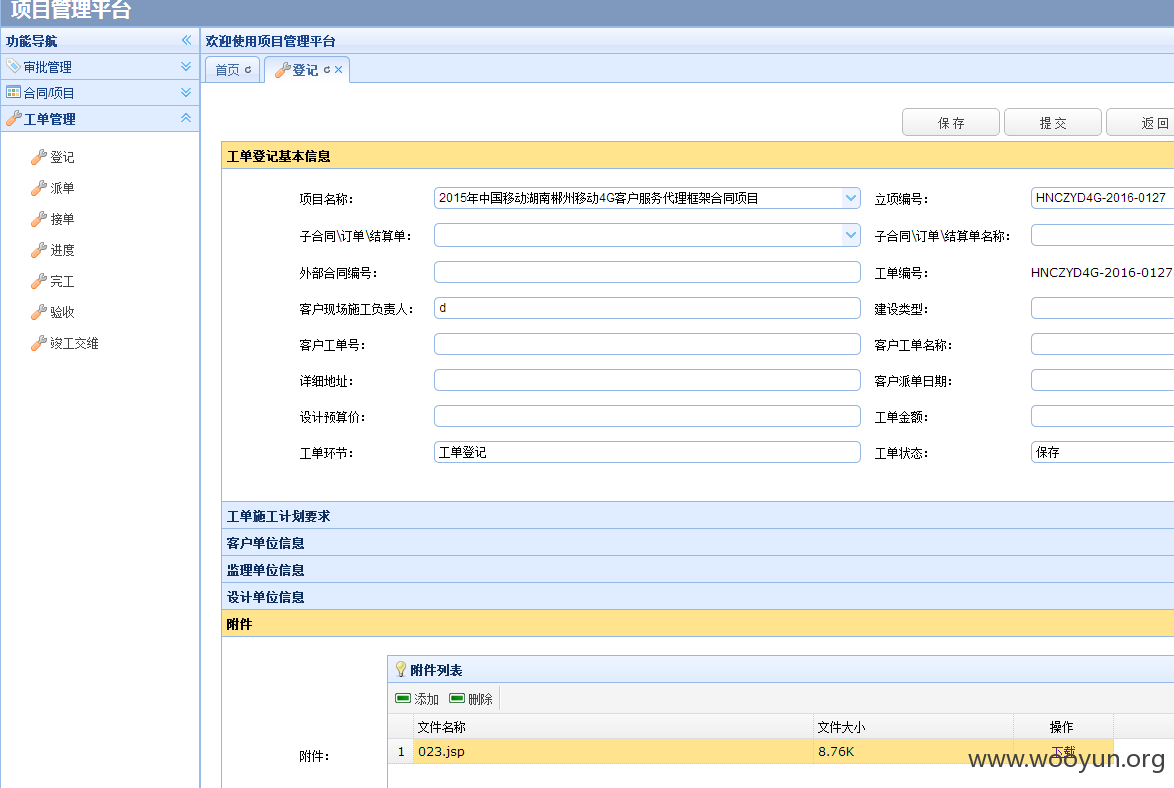 项目管理平台
功能导航
欢迎使用项目管理平台
审批管理
首页
登记
合同/项目
工单管理
保 存
提 交
返 回
登记
工单登记基本信息
派单
项目名称：
2015年中国移动湖南郴州移动4G客户服务代理框架合同项目
立项编号：
HNCZYD4G-2016-0127
接单
子合同\订单\结算单：
子合同\订单\结算单名称：
进度
外部合同编号：
工单编号：
HNCZYD4G-2016-0127
完工
客户现场施工负责人：
d
建设类型：
验收
客户工单号：
客户工单名称：
竣工交维
详细地址：
客户派单日期：
设计预算价：
工单金额：
工单环节：
工单登记
工单状态：
保存
工单施工计划要求
客户单位信息
监理单位信息
设计单位信息
附件
附件列表
添加
删除
文件名称
文件大小
操作
附件：
1
023.jsp
8.76K
下载
www.wooyun.org